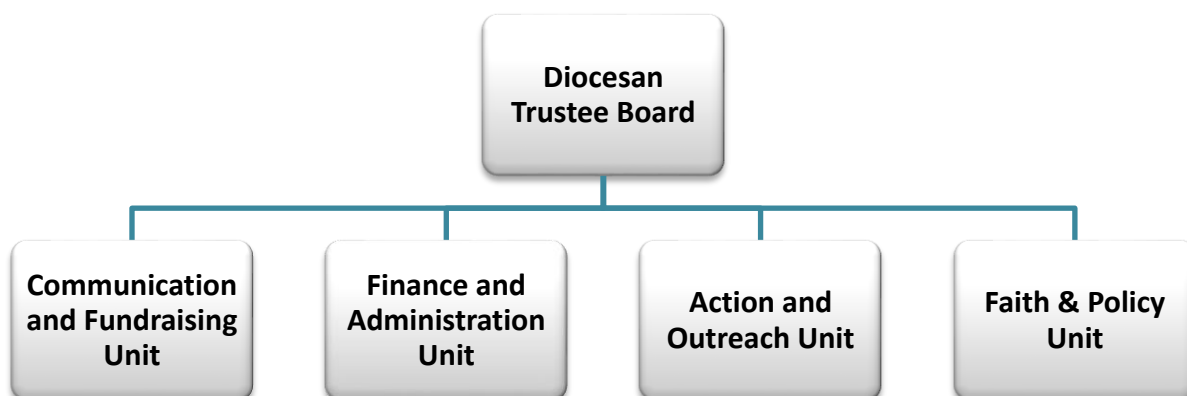 Diocesan
Trustee Board
Communication
and Fundraising
Unit
Finance and
Administration
Unit
Action and
Outreach Unit
Faith & Policy
Unit